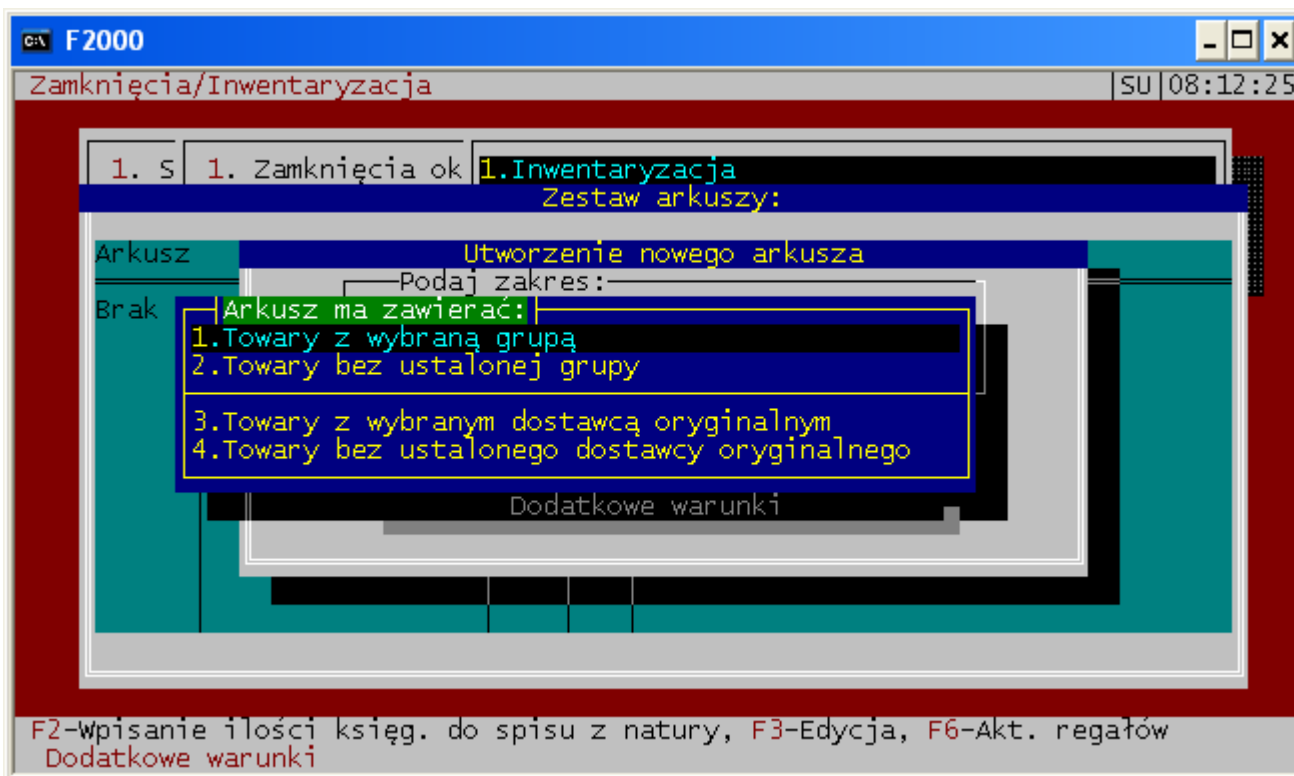 F2000
Zamknięcia/Inwentaryzacja |SU|08:12:25
1. S 1. Zamknięcia ok 1.Inwentaryzacja
Zestaw arkuszy:
Arkusz
Utworzenie nowego arkusza
Podaj zakres:
Brak
Arkusz ma zawierać:
1.Towary z wybraną grupą
2.Towary bez ustalonej grupy
3.Towary z wybranym dostawcą oryginalnym
4.Towary bez ustalonego dostawcy oryginalnego
Dodatkowe warunki
F2-Wpisanie ilości księg. do spisu z natury, F3-Edycja, F6-Akt. regałów
Dodatkowe warunki